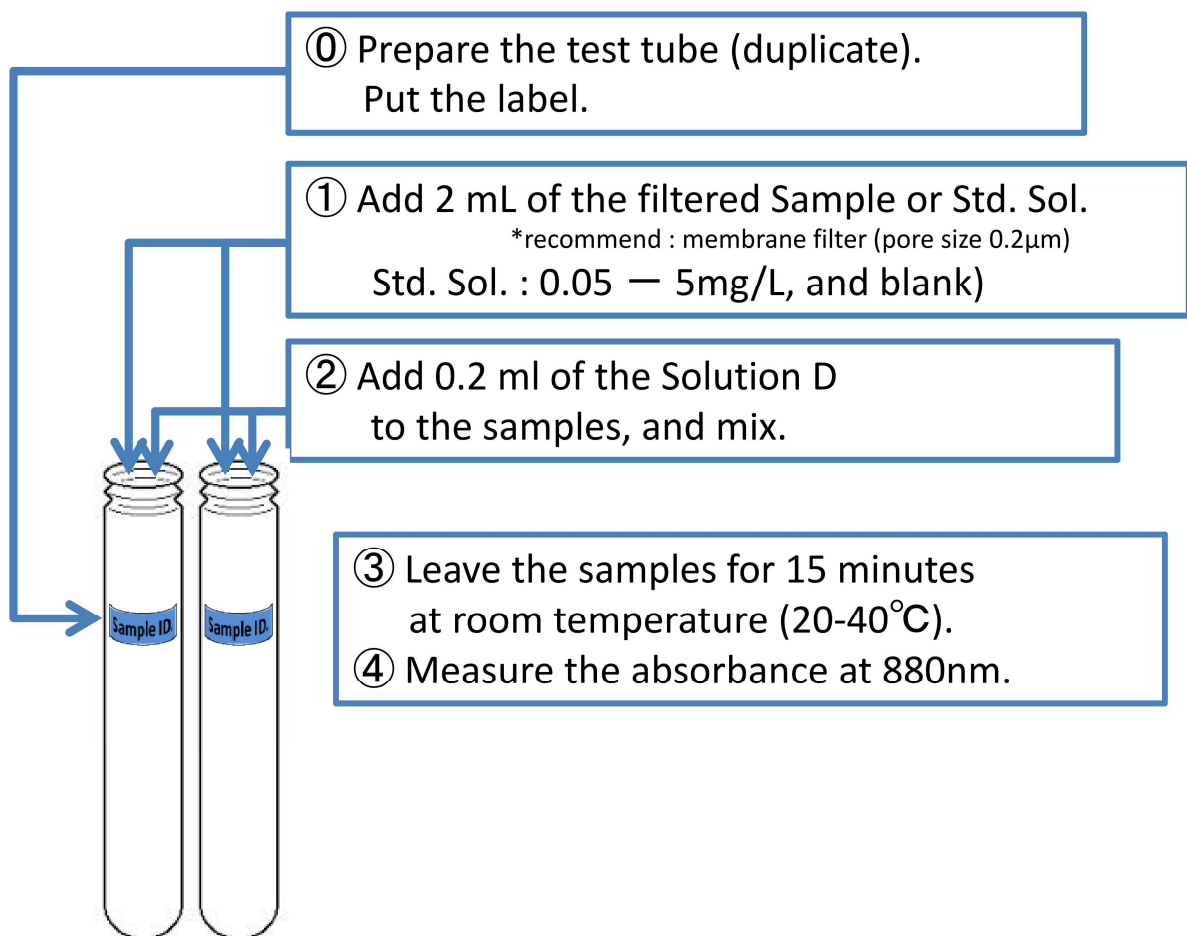 ⓪ Prepare the test tube (duplicate).
Put the label.
① Add 2 mL of the filtered Sample or Std. Sol.
*recommend : membrane filter (pore size 0.2μm)
Std. Sol. : 0.05 － 5mg/L, and blank)
② Add 0.2 ml of the Solution D
to the samples, and mix.
③ Leave the samples for 15 minutes
at room temperature (20-40℃).
④ Measure the absorbance at 880nm.
Sample ID.
Sample ID.